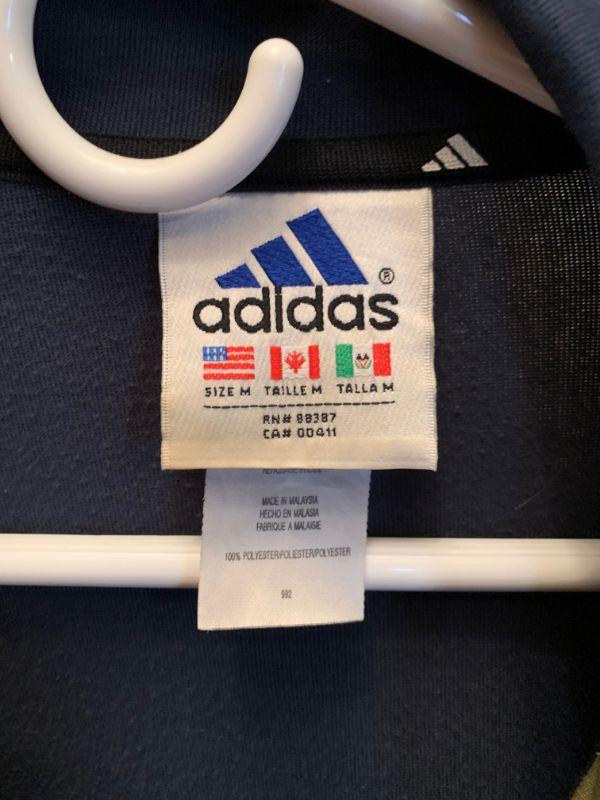 adidas®
SIZE M TAILLE M TALLA M
RN# 88387
CA# 00411
MADE IN MALAYSIA
HECHO EN MALASIA
FABRIQUE A MALAISIE
100% POLYESTER/POLIESTER/POLYESTER
992